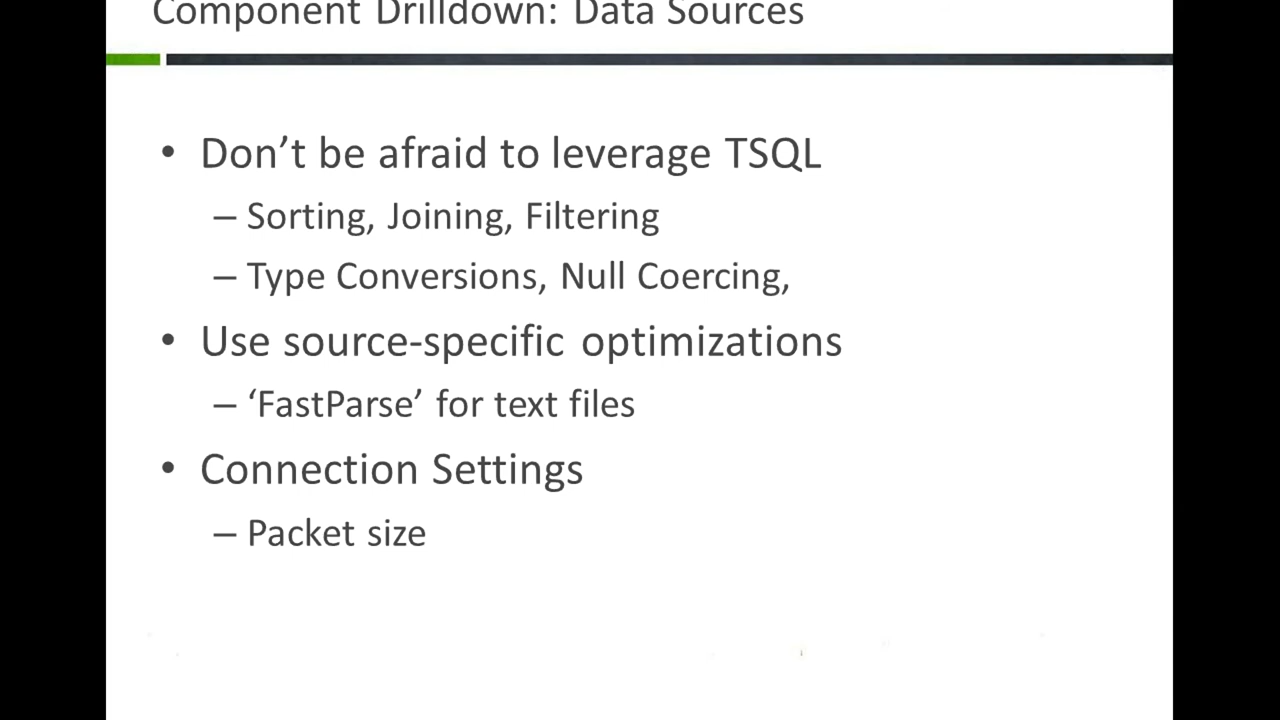 Component Drilldown: Data Sources
• Don’t be afraid to leverage TSQL
– Sorting, Joining, Filtering
– Type Conversions, Null Coercing,
• Use source-specific optimizations
– ‘FastParse’ for text files
• Connection Settings
– Packet size